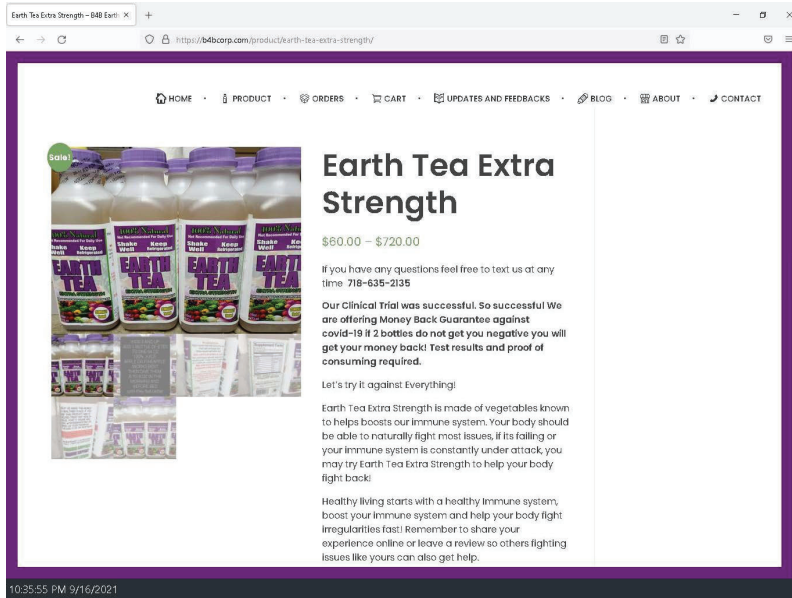 Earth Tea Extra Strength – B4B Earth
https://b4bcorp.com/product/earth-tea-extra-strength/
HOME · PRODUCT · ORDERS · CART · UPDATES AND FEEDBACKS · BLOG · ABOUT · CONTACT
Sale!
100% Natural
Shake Well Keep Refrigerated
EARTH TEA
EXTRA STRENGTH
Earth Tea Extra
Strength
$60.00 – $720.00
If you have any questions feel free to text us at any
time 718-635-2135
Our Clinical Trial was successful. So successful We
are offering Money Back Guarantee against
covid-19 if 2 bottles do not get you negative you will
get your money back! Test results and proof of
consuming required.
Let's try it against Everything!
Earth Tea Extra Strength is made of vegetables known
to helps boosts our immune system. Your body should
be able to naturally fight most issues, if its failing or
your immune system is constantly under attack, you
may try Earth Tea Extra Strength to help your body
fight back!
Healthy living starts with a healthy Immune system,
boost your immune system and help your body fight
irregularities fast! Remember to share your
experience online or leave a review so others fighting
issues like yours can also get help.
10:35:55 PM 9/16/2021